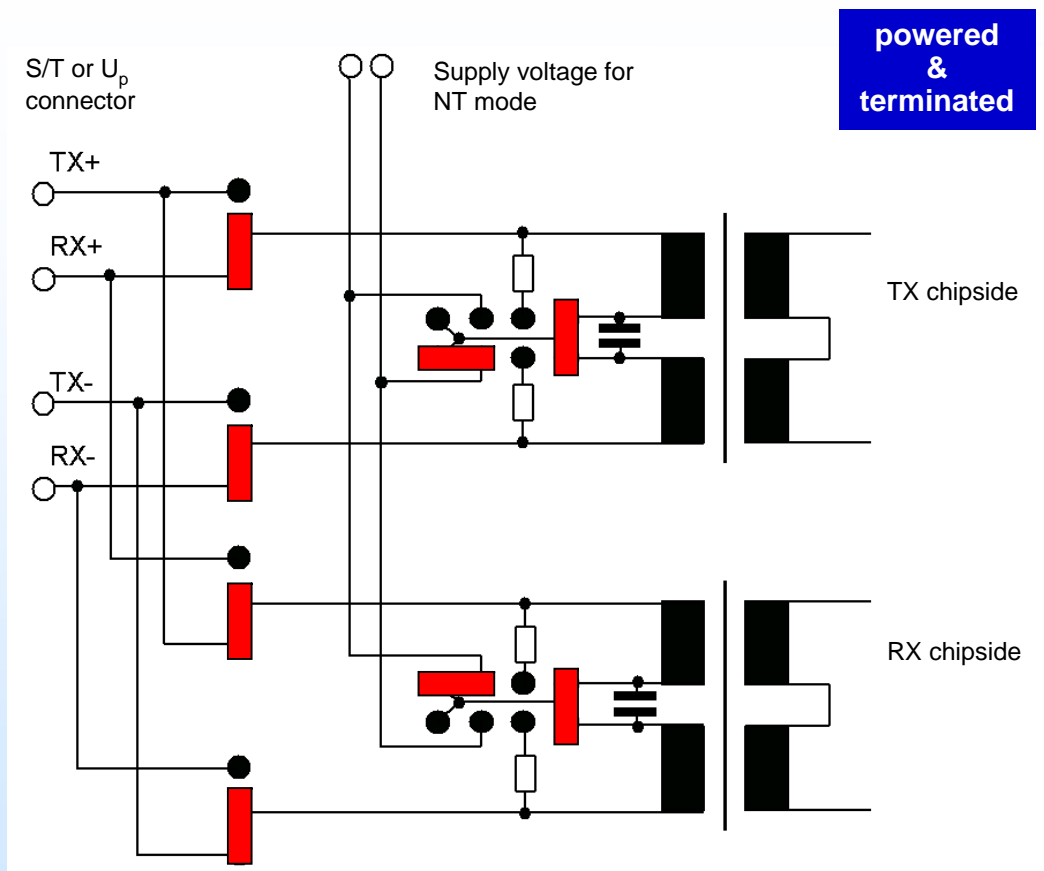 powered
&
terminated
S/T or Up
connector
Supply voltage for
NT mode
TX+
RX+
TX-
RX-
TX chipside
RX chipside